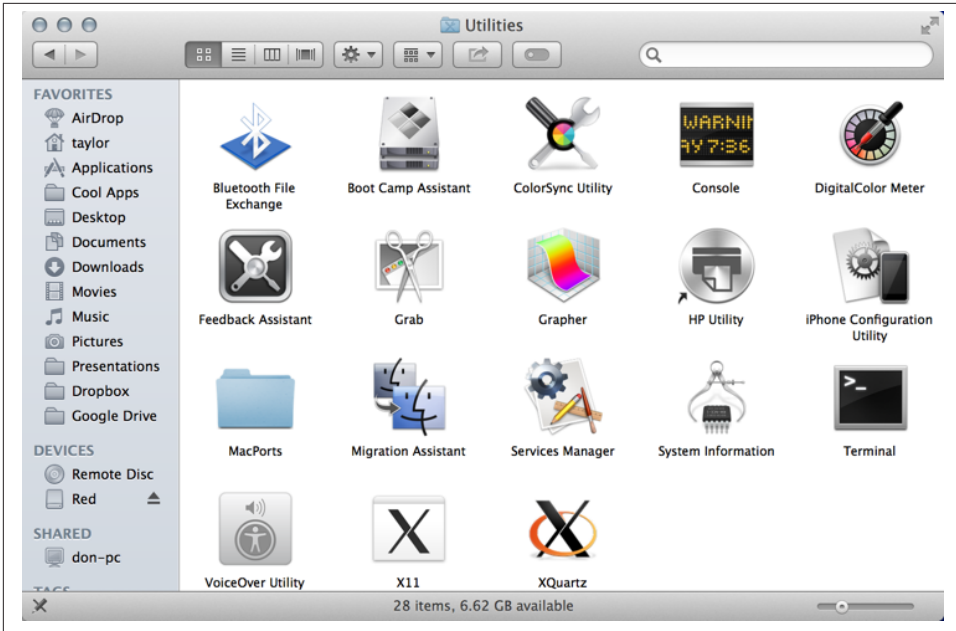 Utilities
FAVORITES
AirDrop
taylor
Applications
Cool Apps
Desktop
Documents
Downloads
Movies
Music
Pictures
Presentations
Dropbox
Google Drive
DEVICES
Remote Disc
Red
SHARED
don-pc
TAGS
Bluetooth File
Exchange
Boot Camp Assistant
ColorSync Utility
WARNIN
AY 7:36
Console
DigitalColor Meter
Feedback Assistant
Grab
Grapher
HP Utility
iPhone Configuration
Utility
MacPorts
Migration Assistant
Services Manager
System Information
>_
Terminal
VoiceOver Utility
X
X11
X
XQuartz
28 items, 6.62 GB available